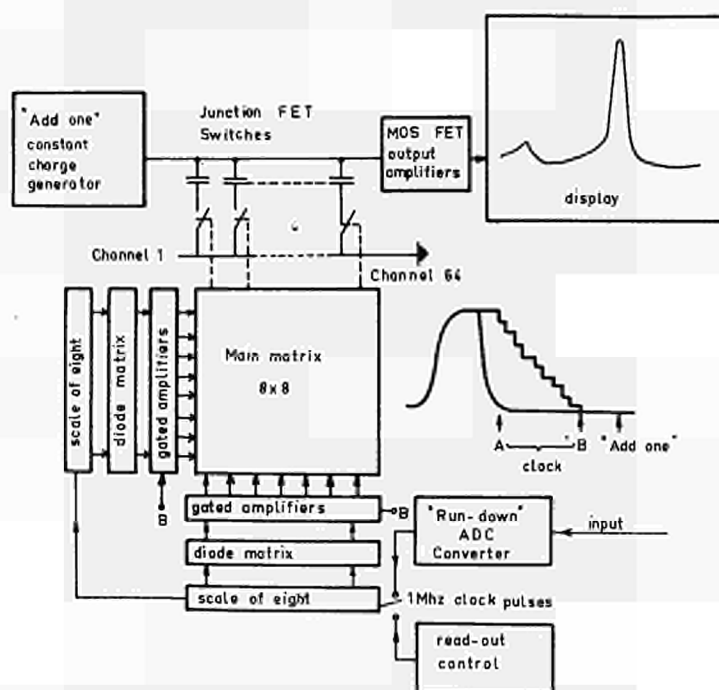 "Add one"
constant
charge
generator
Junction FET
Switches
MOS FET
output
amplifiers
display
Channel 1
Channel 64
scale of eight
diode matrix
gated amplifiers
Main matrix
8x8
A
B
"Add one"
clock
B
gated amplifiers
B
diode matrix
scale of eight
"Run-down"
ADC
Converter
input
1Mhz clock pulses
read-out
control